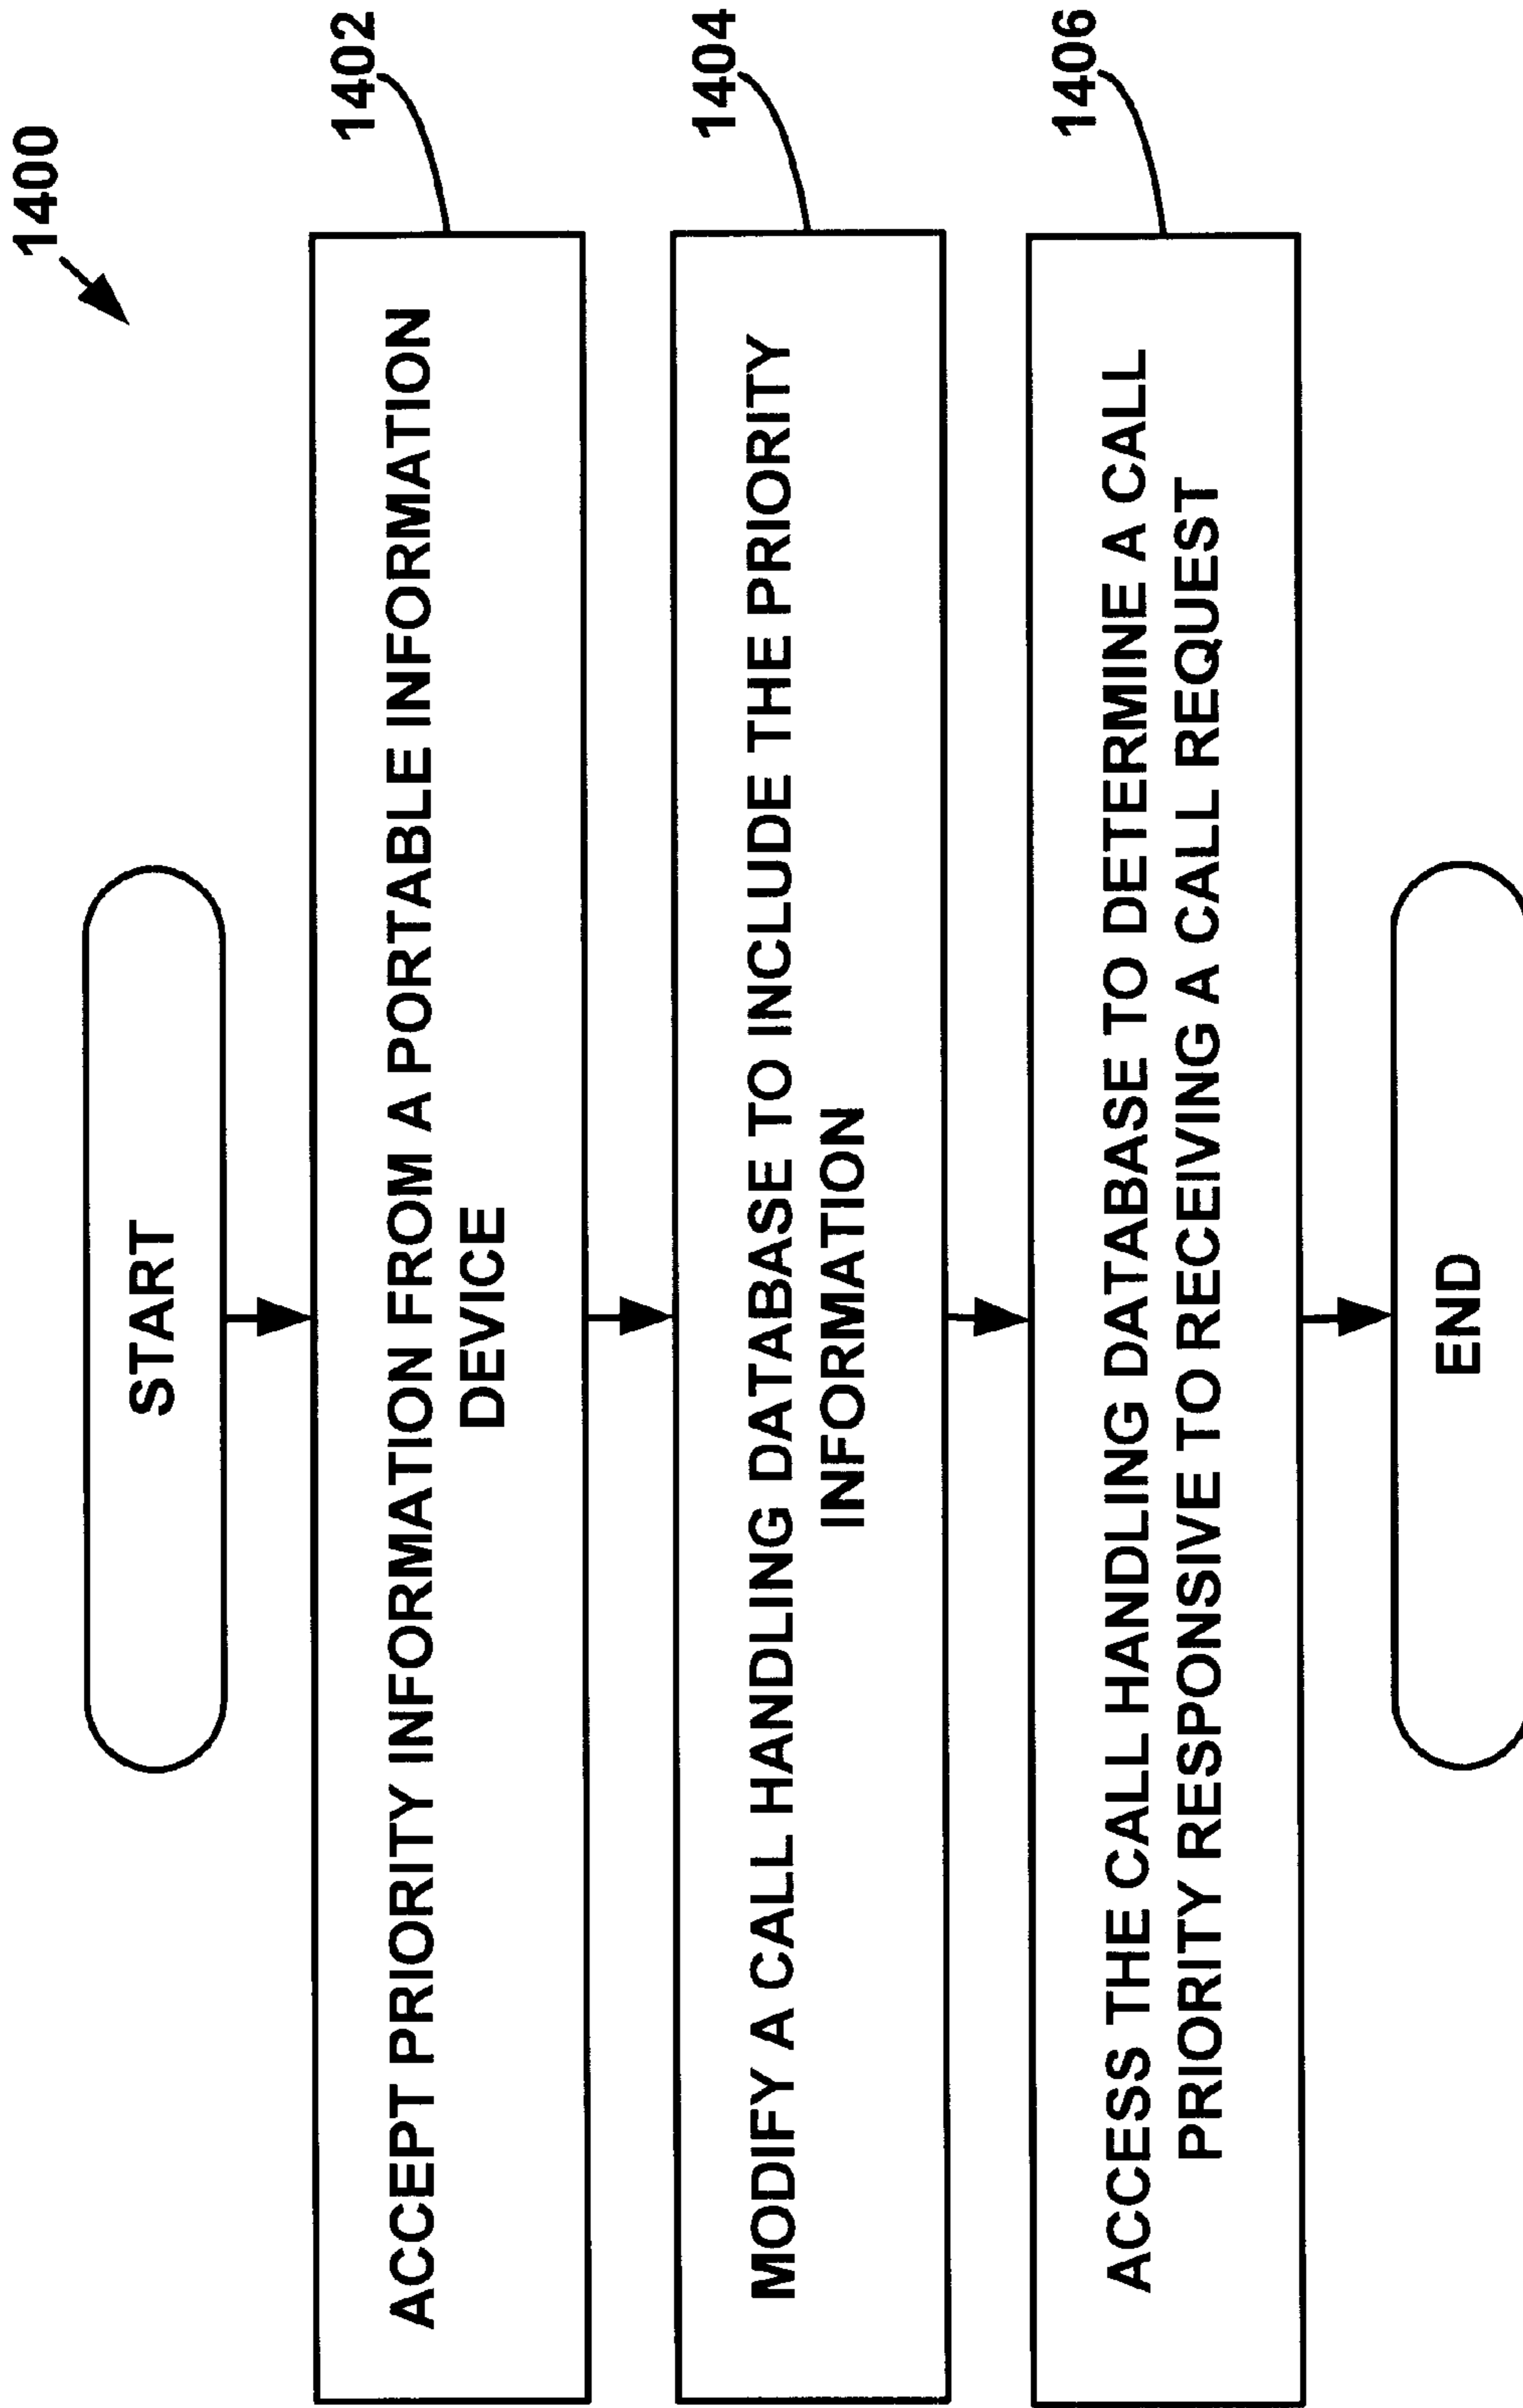 1400
START
1402
ACCEPT PRIORITY INFORMATION FROM A PORTABLE INFORMATION
DEVICE
1404
MODIFY A CALL HANDLING DATABASE TO INCLUDE THE PRIORITY
INFORMATION
1406
ACCESS THE CALL HANDLING DATABASE TO DETERMINE A CALL
PRIORITY RESPONSIVE TO RECEIVING A CALL REQUEST
END